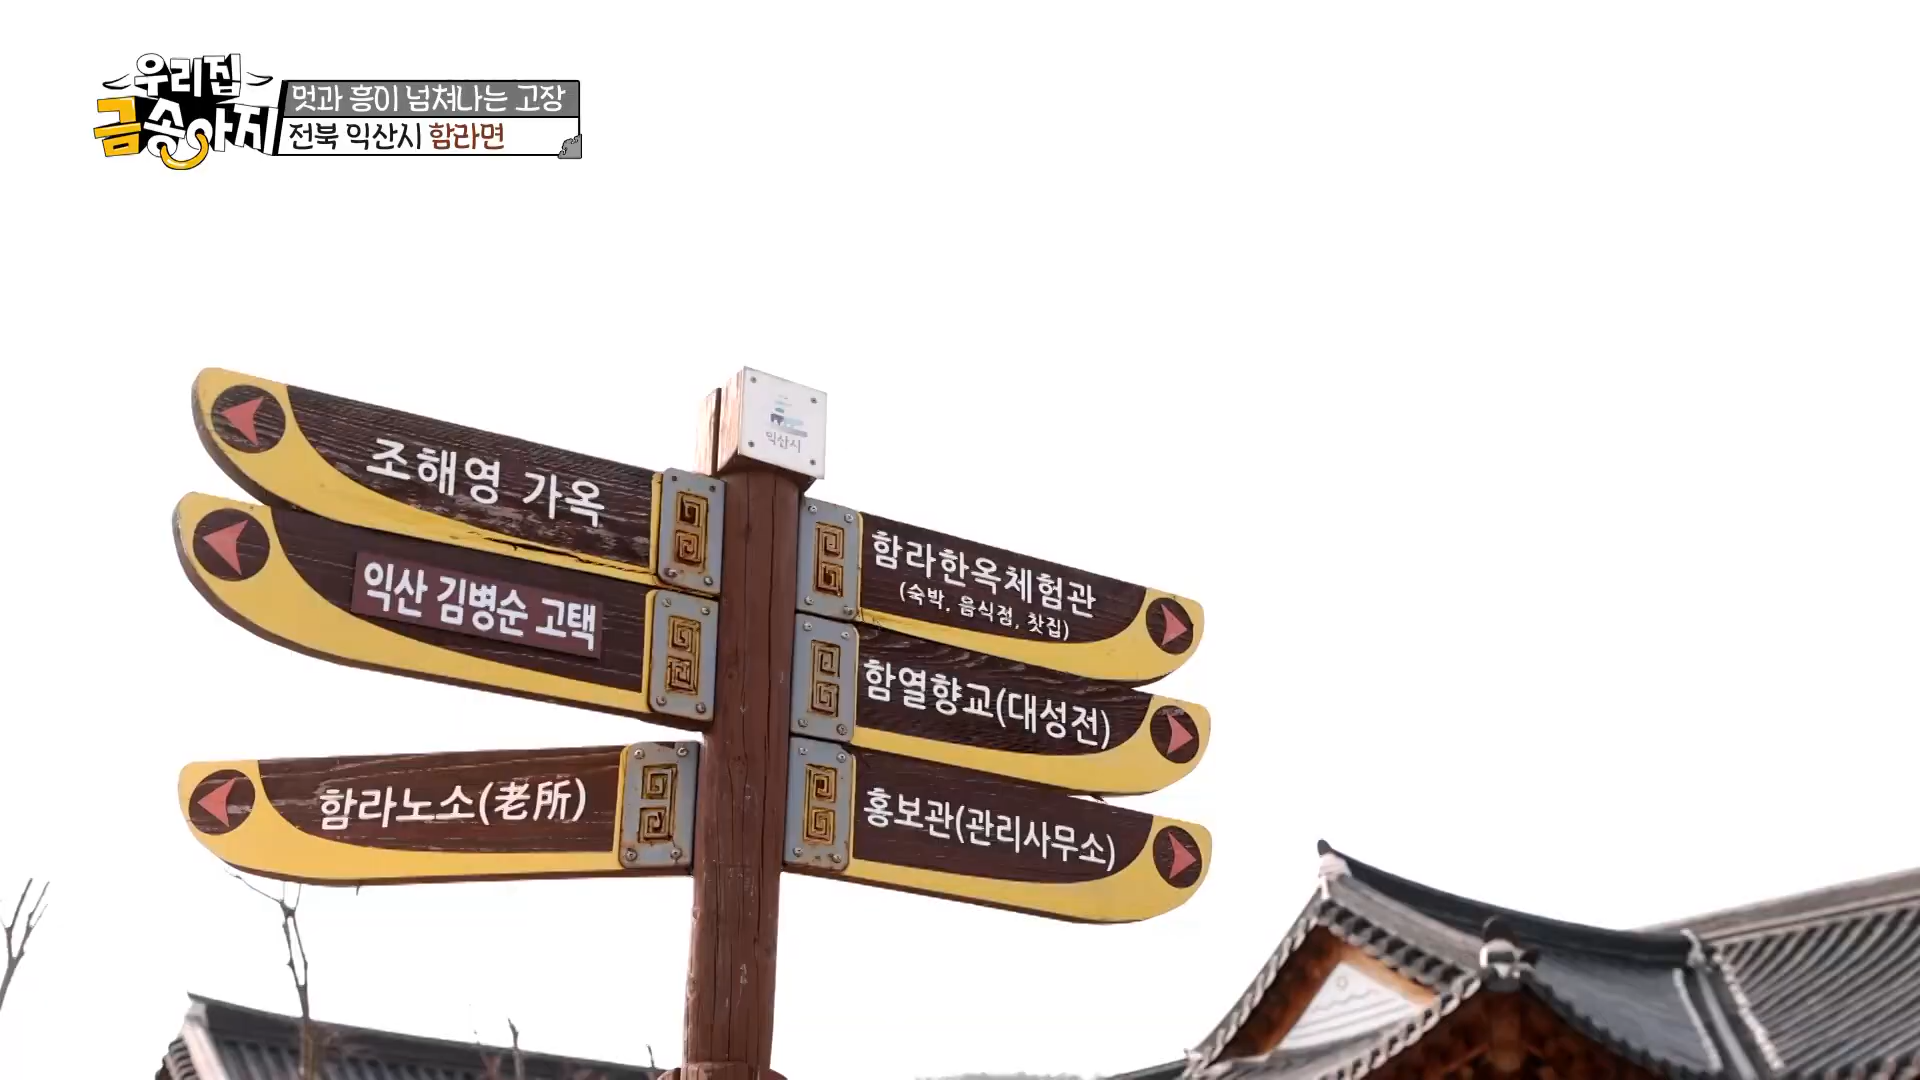 우리집
금송아지
멋과 흥이 넘쳐나는 고장
전북 익산시 함라면
익산시
조해영 가옥
익산 김병순 고택
함라노소(老所)
함라한옥체험관
(숙박, 음식점, 찻집)
함열향교(대성전)
홍보관(관리사무소)